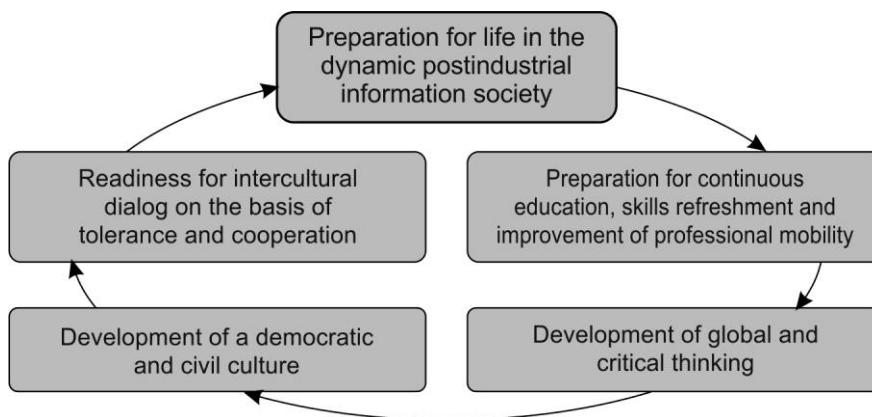 Preparation for life in the
dynamic postindustrial
information society
Preparation for continuous
education, skills refreshment and
improvement of professional mobility
Development of global and
critical thinking
Development of a democratic
and civil culture
Readiness for intercultural
dialog on the basis of
tolerance and cooperation